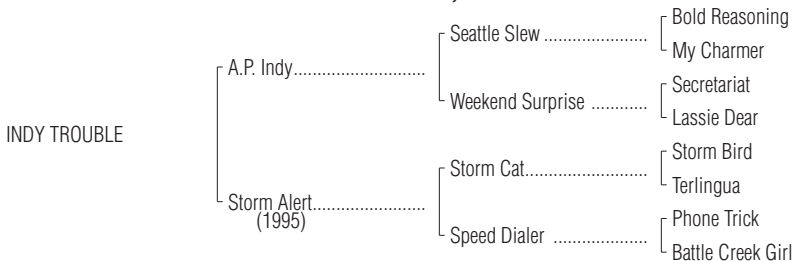 Bold Reasoning
Seattle Slew ......................
My Charmer
A.P. Indy............................
Secretariat
Weekend Surprise ............
Lassie Dear
INDY TROUBLE
Storm Bird
Storm Cat..........................
Terlingua
Storm Alert........................
(1995)
Phone Trick
Speed Dialer ....................
Battle Creek Girl